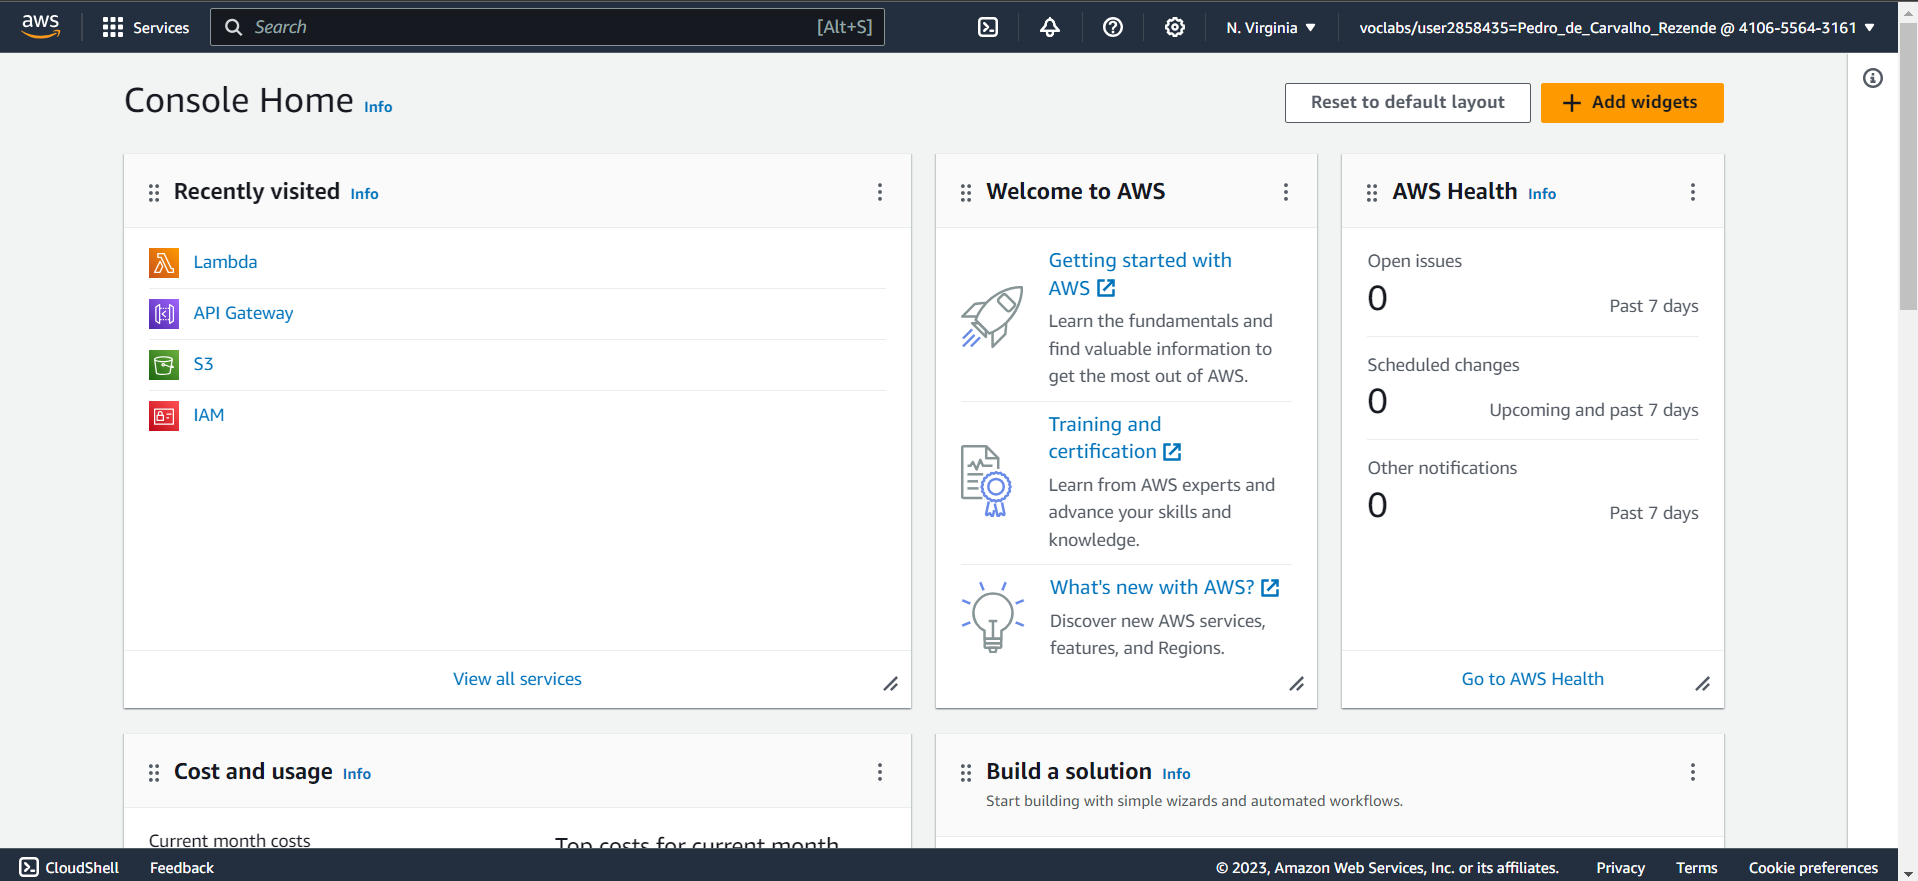 aws
Services
Search
[Alt+S]
N. Virginia
voclabs/user2858435=Pedro_de_Carvalho_Rezende @ 4106-5564-3161
Console Home Info
Reset to default layout
Add widgets
Recently visited Info
Lambda
API Gateway
S3
IAM
View all services
Welcome to AWS
Getting started with
AWS
Learn the fundamentals and
find valuable information to
get the most out of AWS.
Training and
certification
Learn from AWS experts and
advance your skills and
knowledge.
What's new with AWS?
Discover new AWS services,
features, and Regions.
AWS Health Info
Open issues
0
Past 7 days
Scheduled changes
0
Upcoming and past 7 days
Other notifications
0
Past 7 days
Go to AWS Health
Cost and usage Info
Current month costs
Top costs for current month
Build a solution Info
Start building with simple wizards and automated workflows.
CloudShell
Feedback
© 2023, Amazon Web Services, Inc. or its affiliates.
Privacy
Terms
Cookie preferences